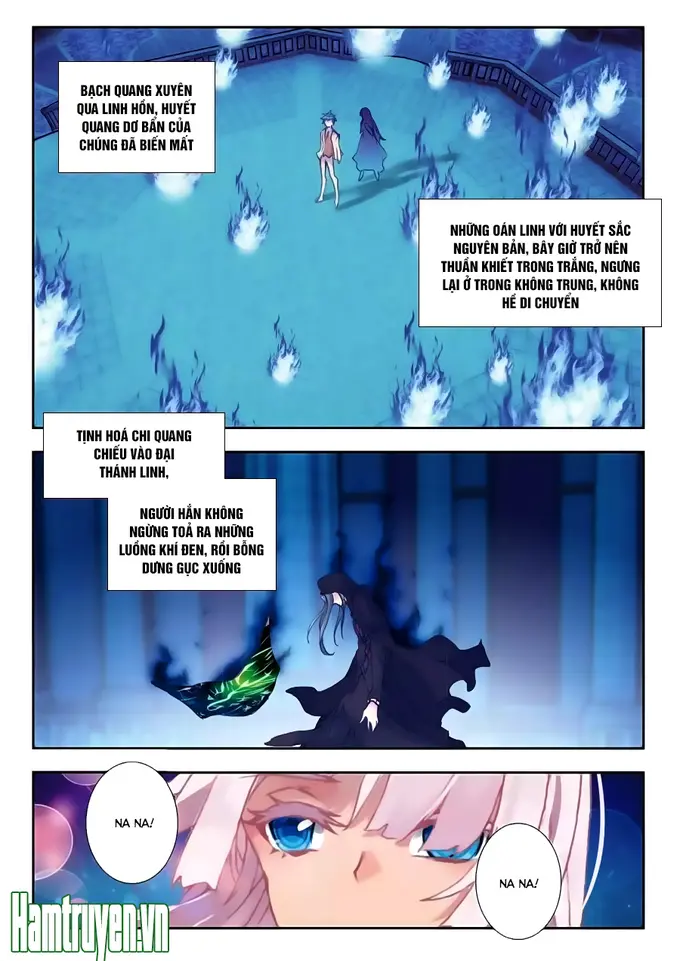 BẠCH QUANG XUYÊN
QUA LINH HỒN, HUYẾT
QUANG DƠ BẨN CỦA
CHÚNG ĐÃ BIẾN MẤT
NHỮNG OÁN LINH VỚI HUYẾT SẮC
NGUYÊN BẢN, BÂY GIỜ TRỞ NÊN
THUẦN KHIẾT TRONG TRẮNG, NGƯNG
LẠI Ở TRONG KHÔNG TRUNG, KHÔNG
HỀ DI CHUYỂN
TỊNH HOÁ CHI QUANG
CHIẾU VÀO ĐẠI
THÁNH LINH,
NGƯỜI HẮN KHÔNG
NGỪNG TOẢ RA NHỮNG
LUỒNG KHÍ ĐEN, RỒI BỖNG
DƯNG GỤC XUỐNG
NA NA!
NA NA!
Hamtruyen.vn